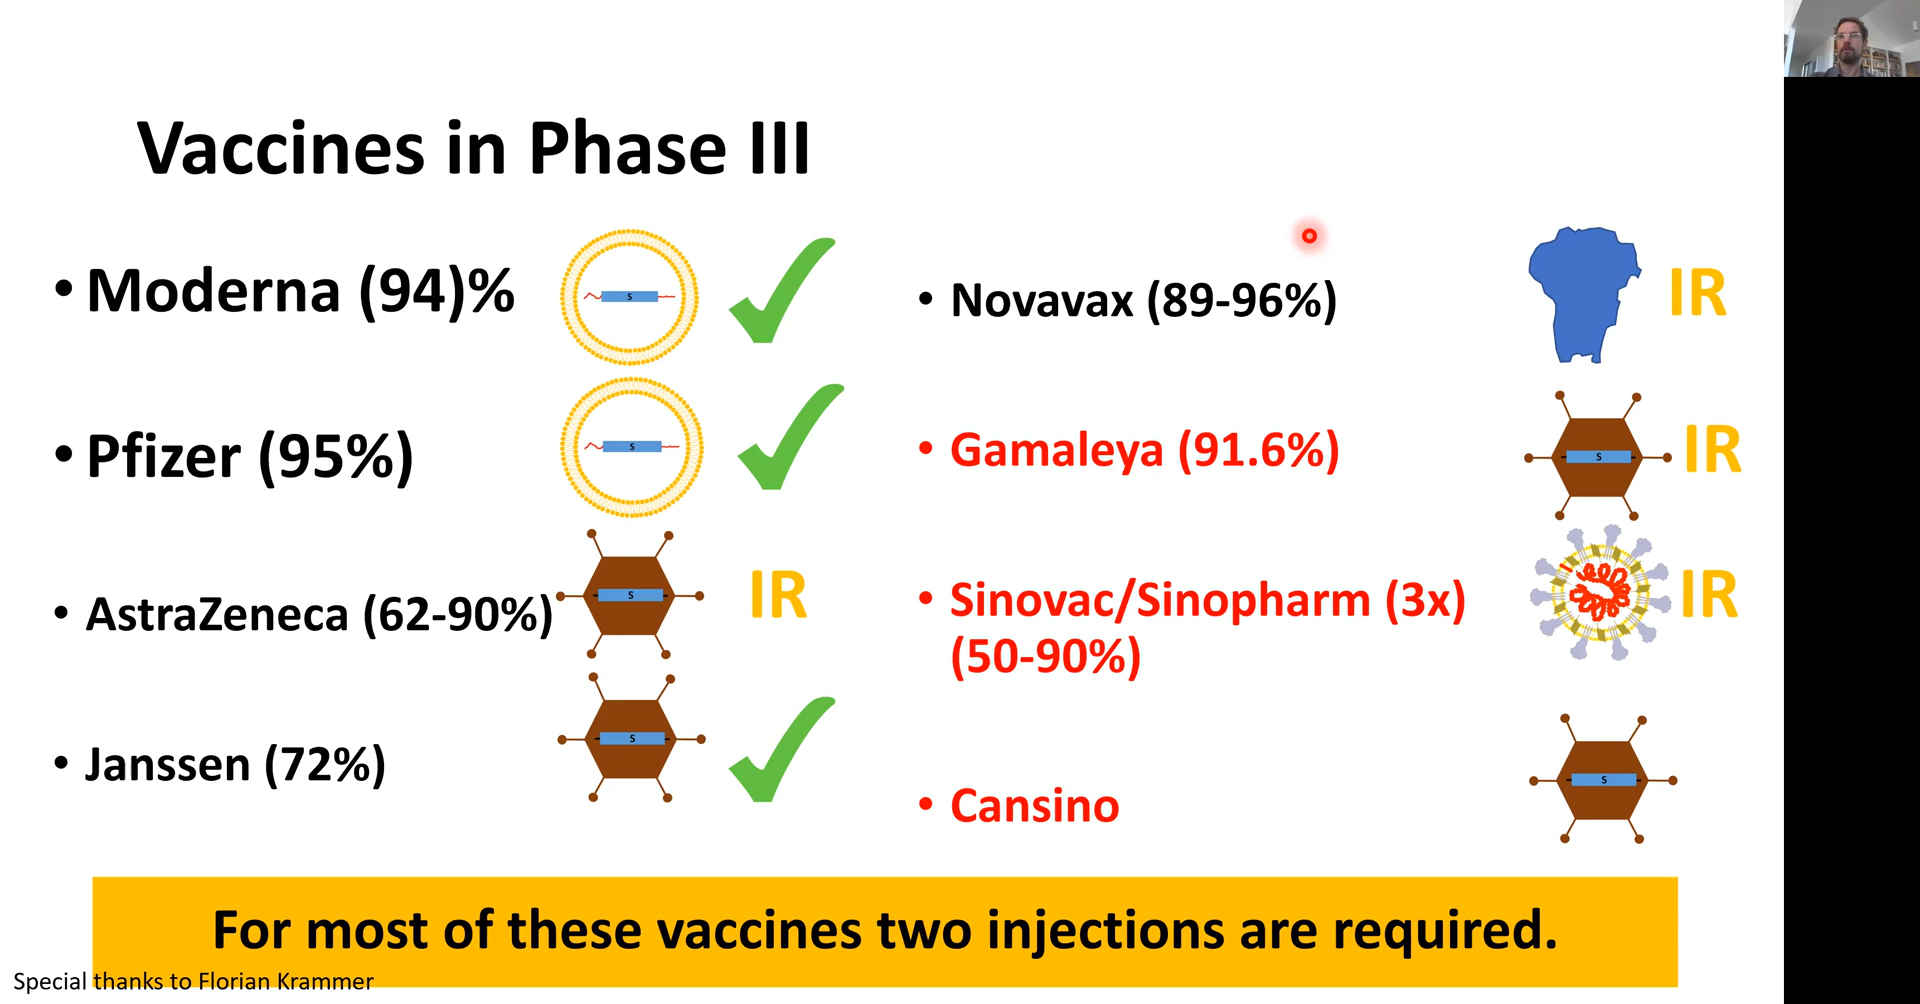 Vaccines in Phase III
• Moderna (94)%
S
• Pfizer (95%)
S
• AstraZeneca (62-90%)
S
IR
• Janssen (72%)
S
• Novavax (89-96%)
IR
• Gamaleya (91.6%)
S
IR
• Sinovac/Sinopharm (3x)
(50-90%)
IR
• Cansino
S
For most of these vaccines two injections are required.
Special thanks to Florian Krammer